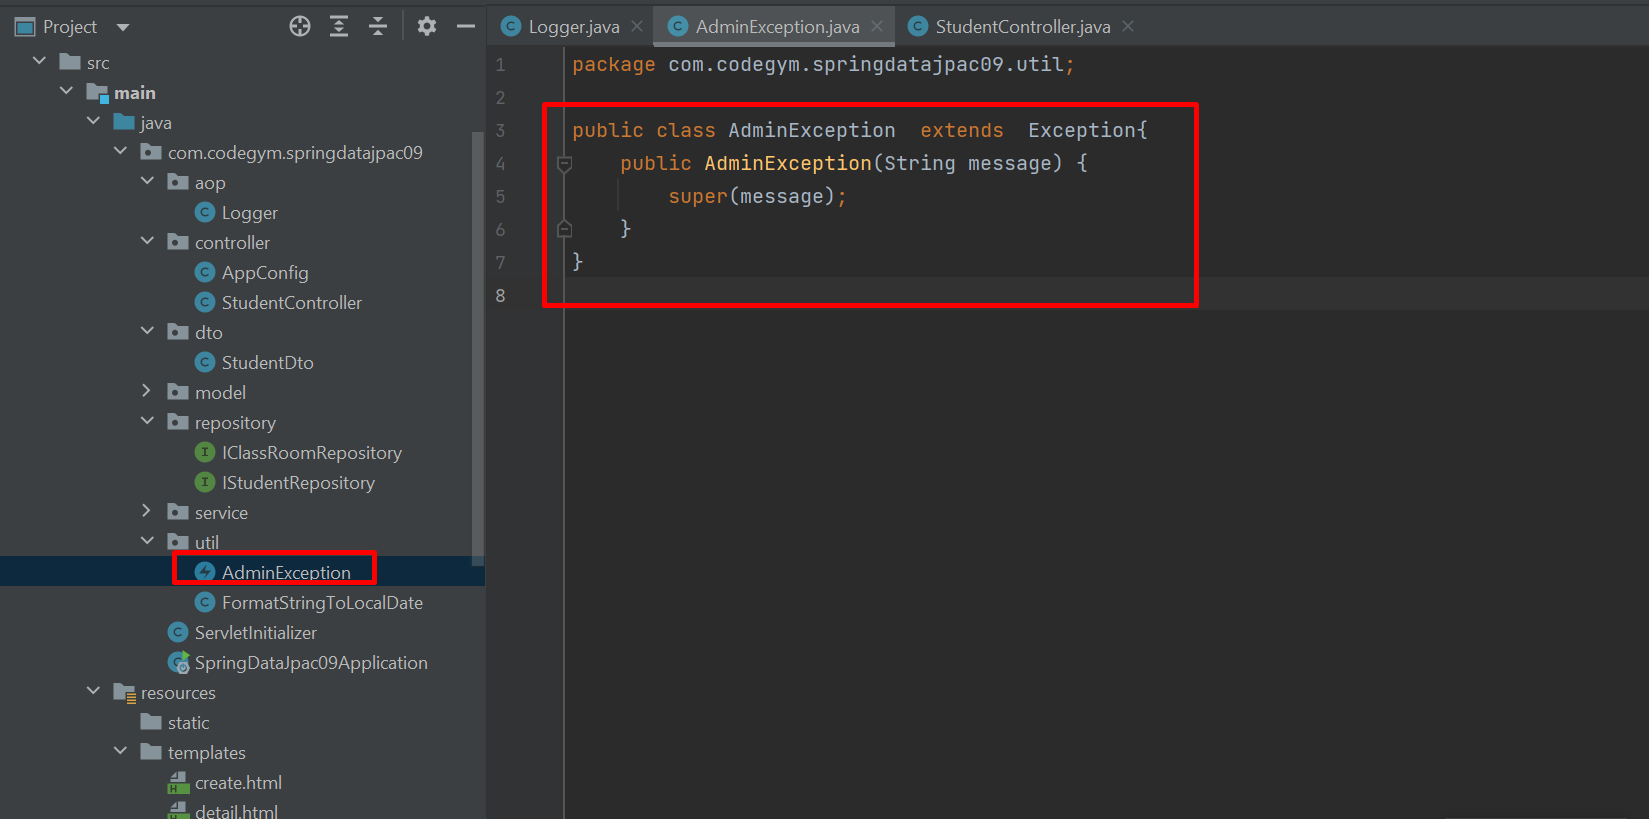 Project
src
main
java
com.codegym.springdatajpac09
aop
Logger
controller
AppConfig
StudentController
dto
StudentDto
model
repository
IClassRoomRepository
IStudentRepository
service
util
AdminException
FormatStringToLocalDate
ServletInitializer
SpringDataJpac09Application
resources
static
templates
create.html
detail.html
Logger.java AdminException.java StudentController.java
1 package com.codegym.springdatajpac09.util;
2
3 public class AdminException  extends  Exception{
4     public AdminException(String message) {
5         super(message);
6     }
7 }
8